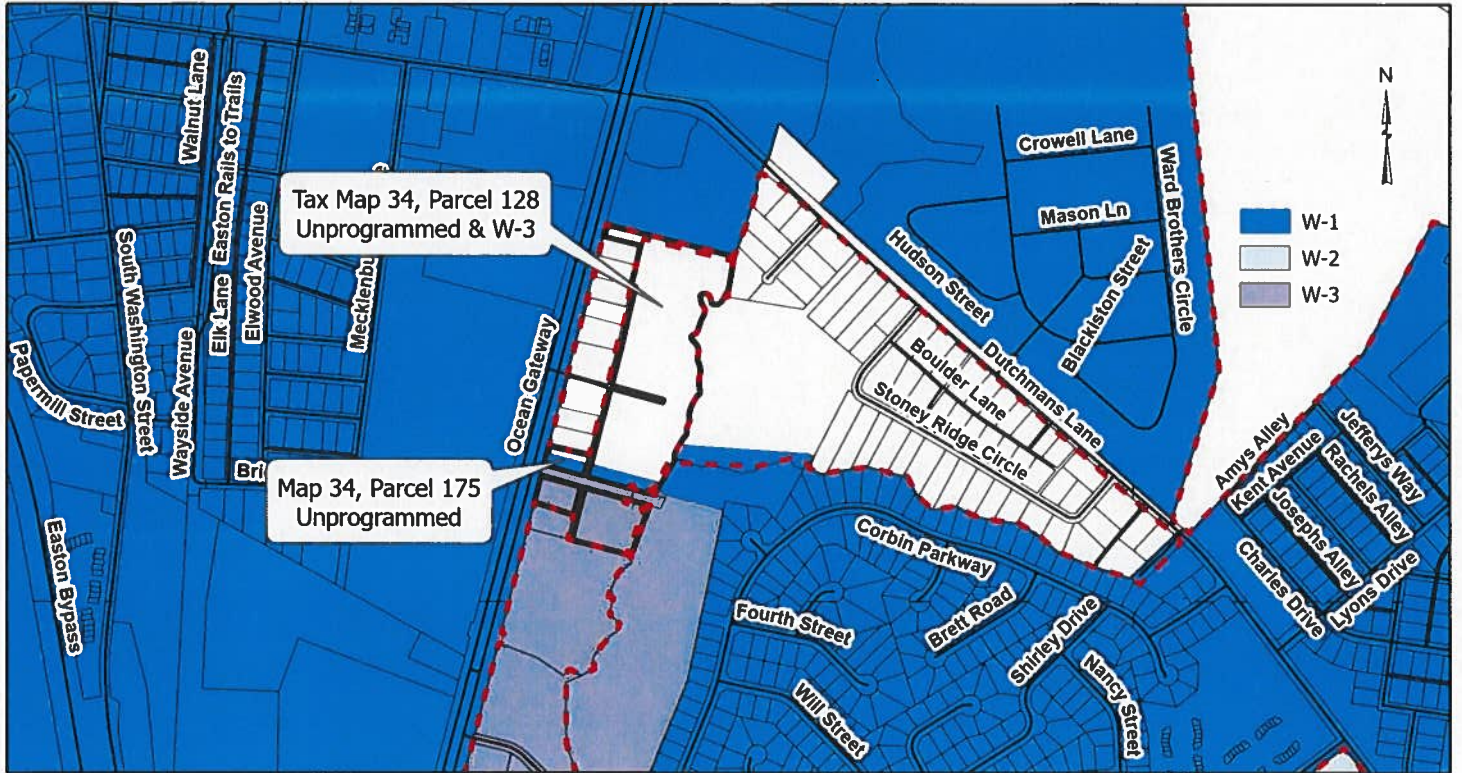 N
W-1
W-2
W-3
Tax Map 34, Parcel 128
Unprogrammed & W-3
Map 34, Parcel 175
Unprogrammed
Walnut Lane
Easton Rails to Trails
Elk Lane
Elwood Avenue
South Washington Street
Wayside Avenue
Papermill Street
Easton Bypass
Ocean Gateway
Crowell Lane
Mason Ln
Ward Brothers Circle
Blackiston Street
Hudson Street
Dutchmans Lane
Boulder Lane
Stoney Ridge Circle
Amys Alley
Kent Avenue
Jefferys Way
Rachels Alley
Josephs Alley
Charles Drive
Lyons Drive
Corbin Parkway
Fourth Street
Brett Road
Shirley Drive
Nancy Street
Will Street